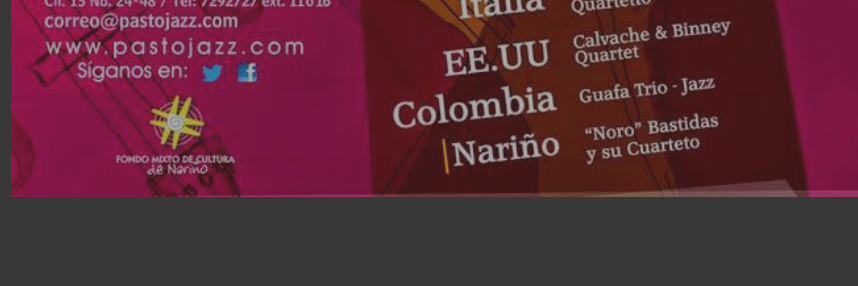 correo@pastojazz.com
www.pastojazz.com
Síganos en:
FONDO MIXTO DE CULTURA
de Nariño
Italia
Quartetto
EE.UU
Calvache & Binney
Quartet
Colombia
Guafa Trío - Jazz
Nariño
“Noro” Bastidas
y su Cuarteto